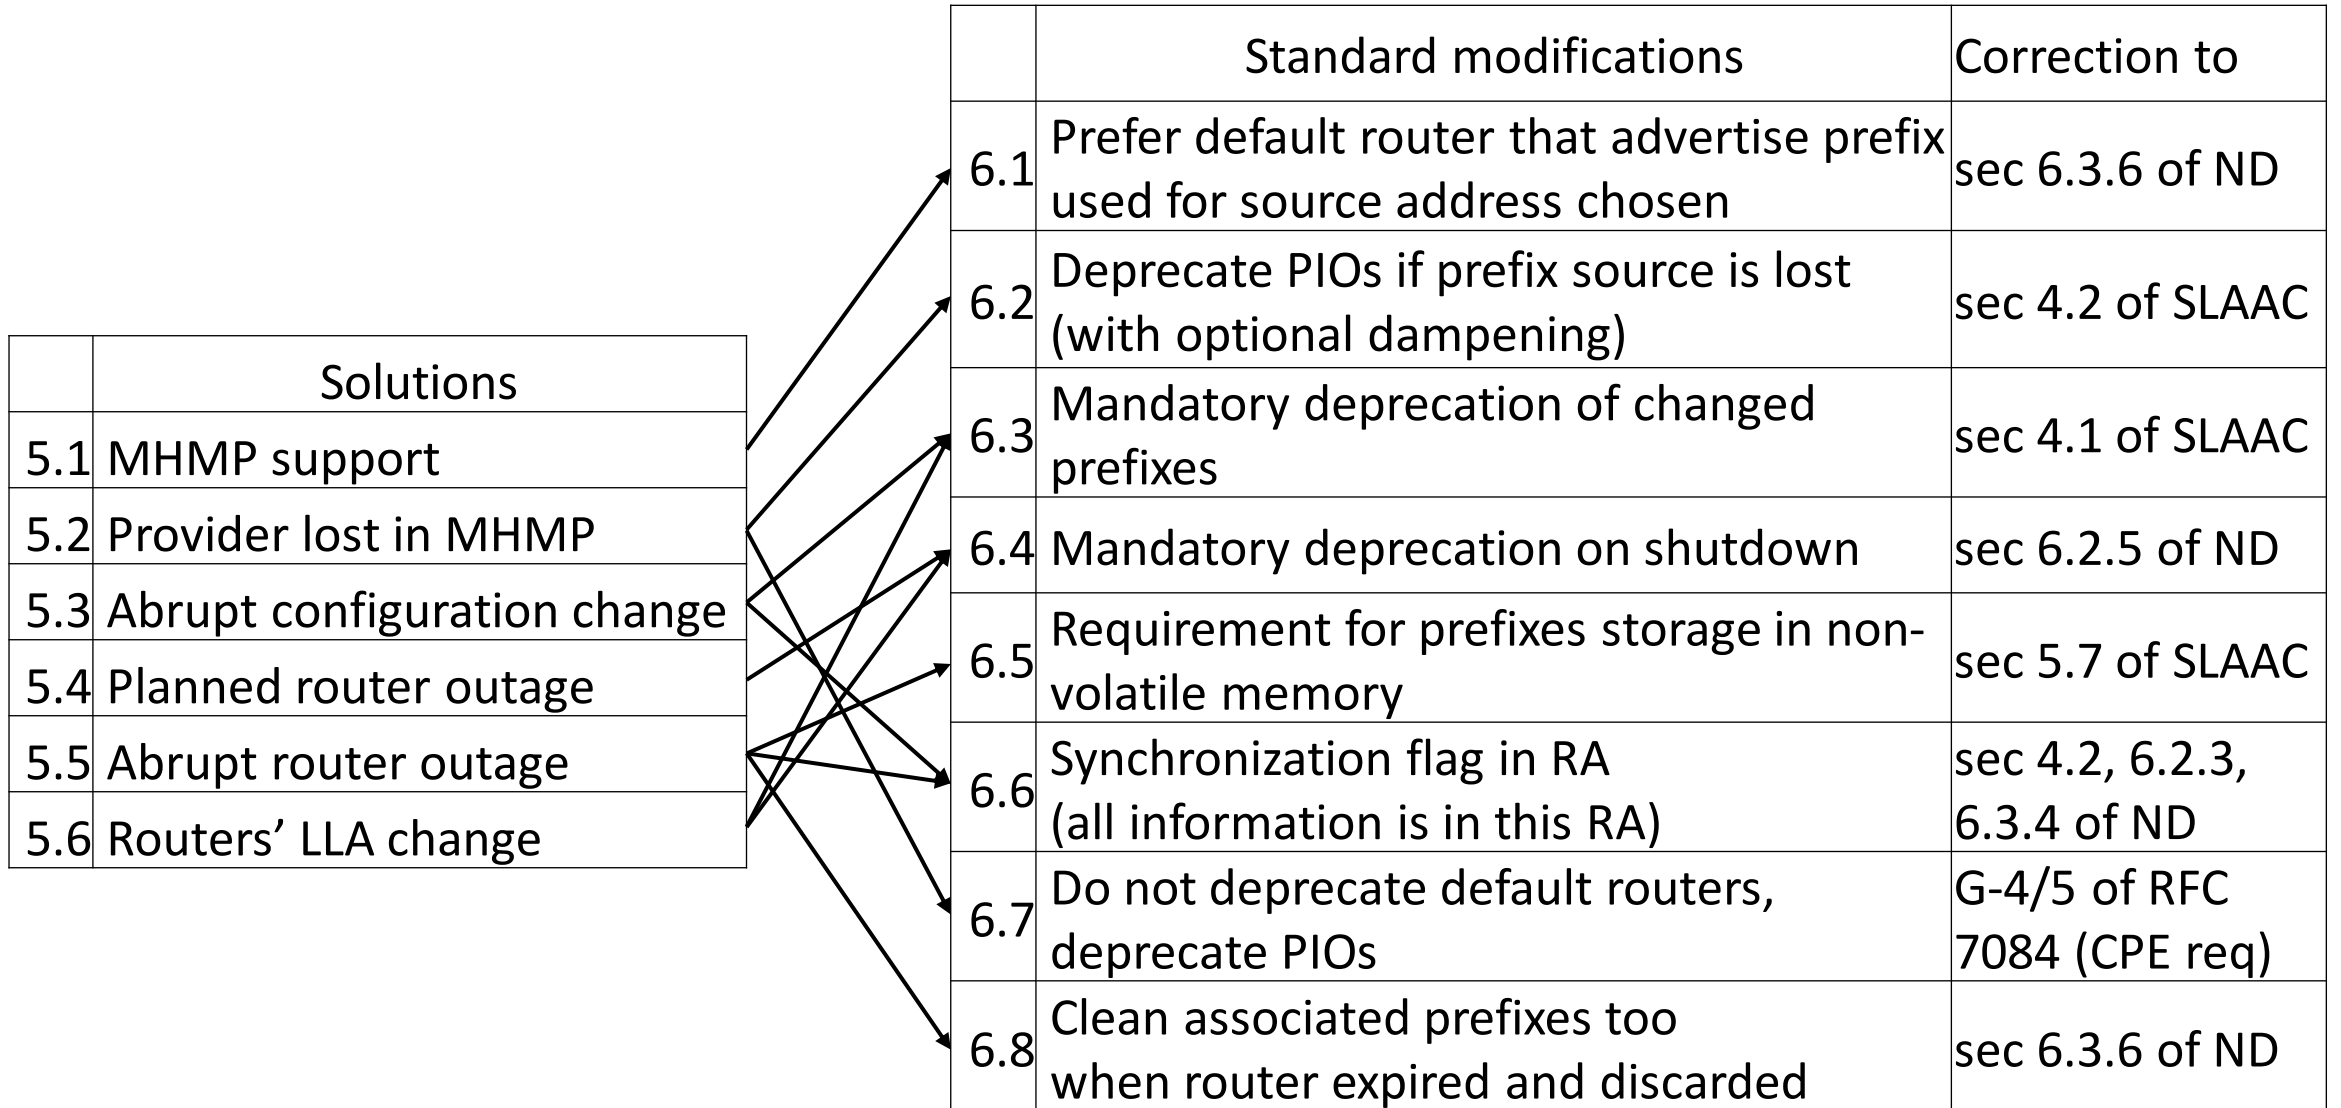 Solutions
5.1 MHMP support
5.2 Provider lost in MHMP
5.3 Abrupt configuration change
5.4 Planned router outage
5.5 Abrupt router outage
5.6 Routers’ LLA change
Standard modifications Correction to
6.1 Prefer default router that advertise prefix
used for source address chosen
sec 6.3.6 of ND
6.2 Deprecate PIOs if prefix source is lost
(with optional dampening)
sec 4.2 of SLAAC
6.3 Mandatory deprecation of changed
prefixes
sec 4.1 of SLAAC
6.4 Mandatory deprecation on shutdown sec 6.2.5 of ND
6.5 Requirement for prefixes storage in non-
volatile memory
sec 5.7 of SLAAC
6.6 Synchronization flag in RA
(all information is in this RA)
sec 4.2, 6.2.3,
6.3.4 of ND
6.7 Do not deprecate default routers,
deprecate PIOs
G-4/5 of RFC
7084 (CPE req)
6.8 Clean associated prefixes too
when router expired and discarded
sec 6.3.6 of ND